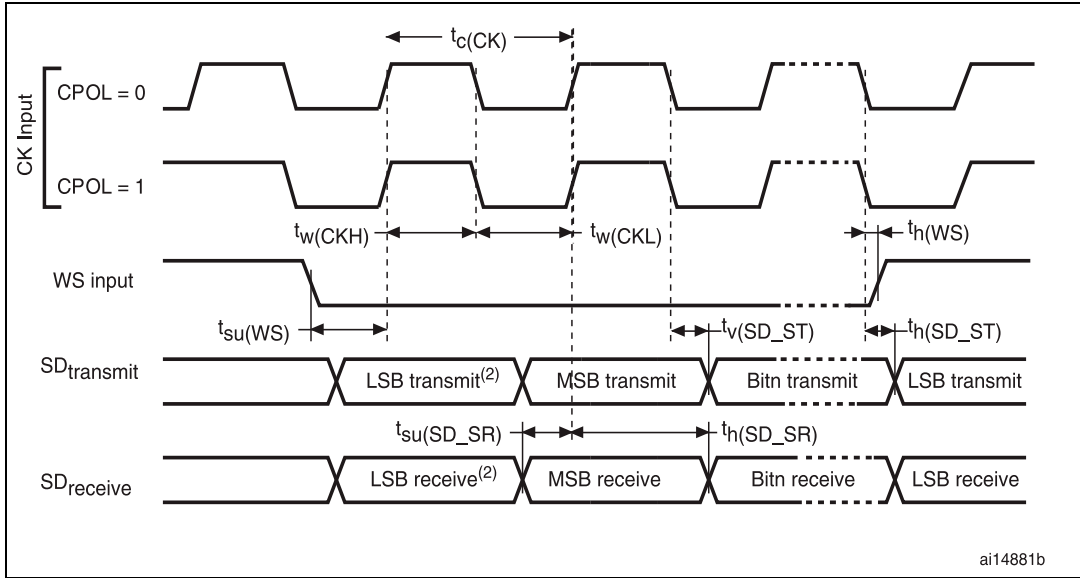 tc(CK)
CK Input
CPOL = 0
CPOL = 1
tw(CKH)
tw(CKL)
th(WS)
WS input
tsu(WS)
tv(SD_ST)
th(SD_ST)
SDtransmit
LSB transmit(2)
MSB transmit
Bitn transmit
LSB transmit
tsu(SD_SR)
th(SD_SR)
SDreceive
LSB receive(2)
MSB receive
Bitn receive
LSB receive
ai14881b